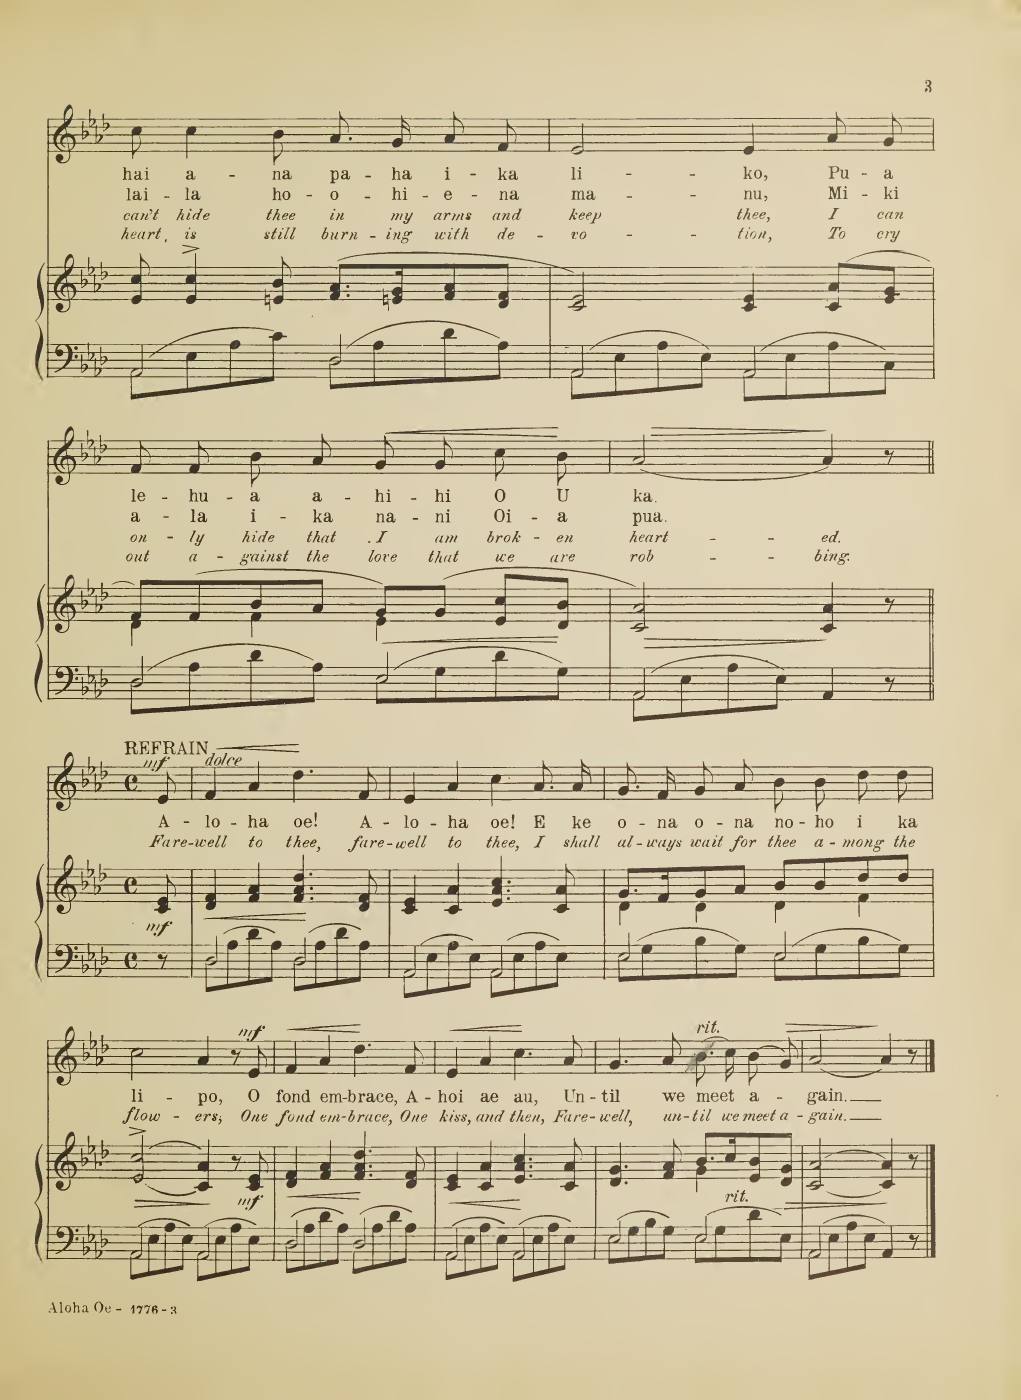 3
hai a - na pa - ha i - ka li - - - ko, Pu - a
lai - la ho - o - hi - e - na ma - - - nu, Mi - ki
can't hide thee in my arms and keep thee, I can
heart, is still burn - ing with de - vo - - - tion, To cry
le - hu - a a - hi - hi O U ka.
a - la i - ka na - ni Oi - a pua.
on - ly hide that .I am brok - en heart - - ed.
out a - gainst the love that we are rob - - bing.
REFRAIN
mf dolce
A - lo - ha oe! A - lo - ha oe! E ke o - na o - na no - ho i ka
Fare-well to thee, fare-well to thee, I shall al-ways wait for thee a-mong the
mf
mf rit.
li - po, O fond em-brace, A - hoi ae au, Un - til we meet a - gain.
flow - ers; One fond em-brace, One kiss, and then, Fare-well, un-til we meet a - gain.
mf rit.
Aloha Oe - 1776 - 3